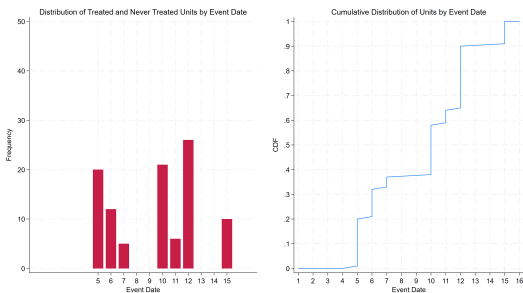 Distribution of Treated and Never Treated Units by Event Date
50
40
30
20
10
0
Frequency
5 6 7 8 9 10 11 12 13 14 15
Event Date
Cumulative Distribution of Units by Event Date
1
.9
.8
.7
.6
.5
.4
.3
.2
.1
0
CDF
1 2 3 4 5 6 7 8 9 10 11 12 13 14 15 16
Event Date